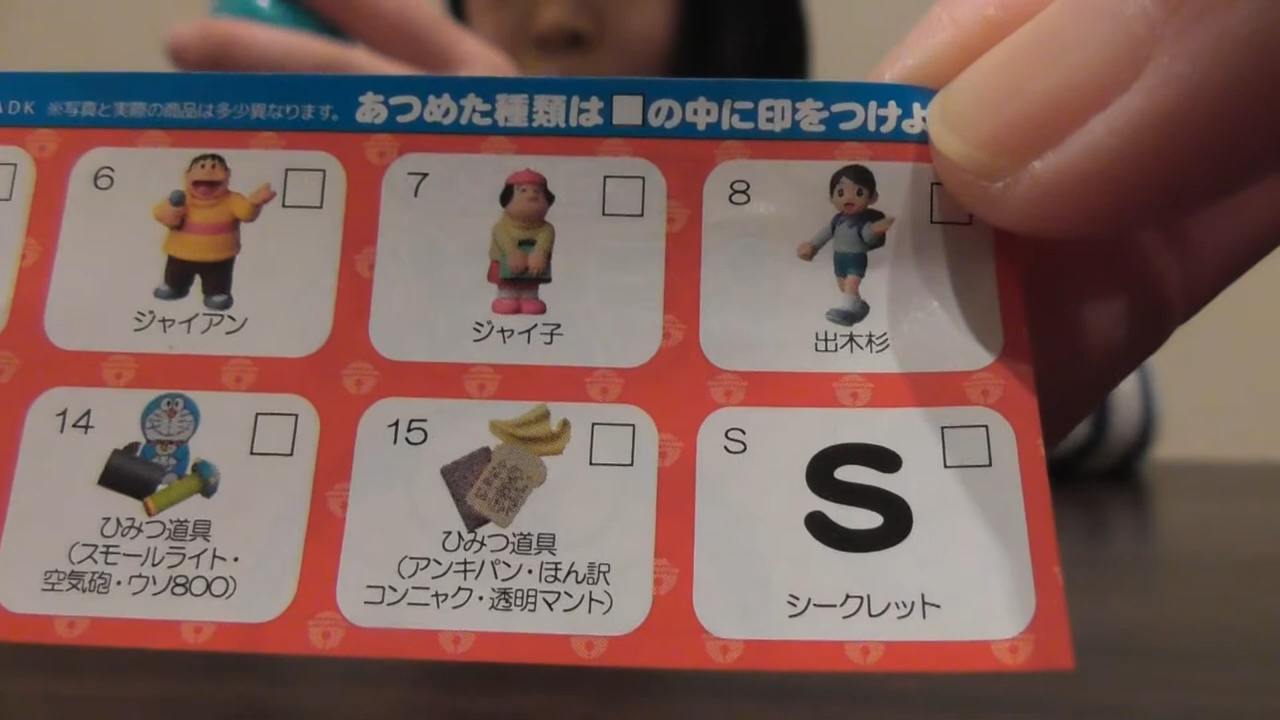 ADK ※写真と実際の商品は多少異なります。 あつめた種類は■の中に印をつけよ
6
ジャイアン
7
ジャイ子
8
出木杉
14
ひみつ道具
(スモールライト・
空気砲・ウソ800)
15
ひみつ道具
(アンキパン・ほん訳
コンニャク・透明マント)
S
S
シークレット